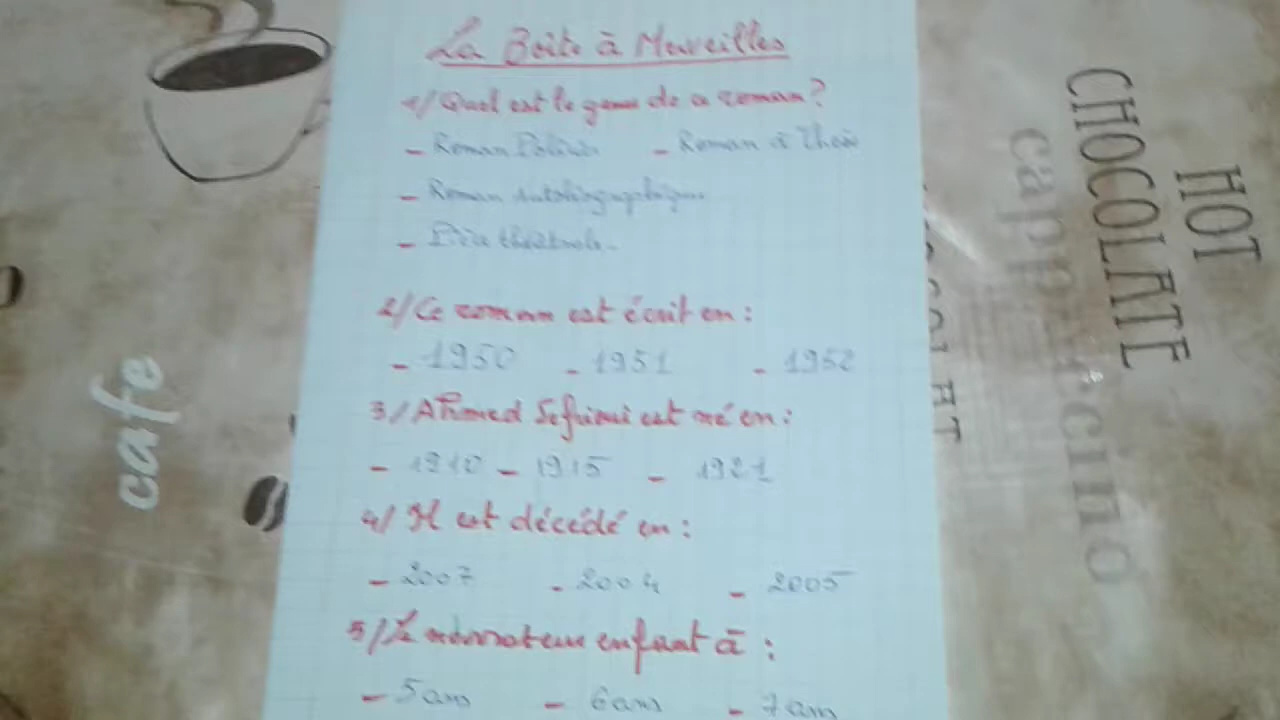 La Boite à Merveilles
1/ Quel est le genre de ce roman?
- Roman Policier - Roman à Thèse
- Roman Autobiographique
- Pièce théâtrale.
2/ Ce roman est écrit en :
- 1950 - 1951 - 1952
3/ Ahmed Sefrioui est né en :
- 1910 - 1915 - 1921
4/ Il est décédé en :
- 2007 - 2004 - 2005
5/ Le narrateur enfant à :
- 5 ans - 6 ans - 7 ans
cafe
HOT
CHOCOLATE
cappuccino